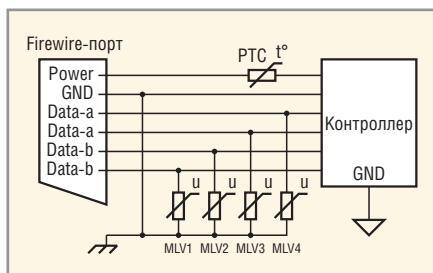 Firewire-порт
PTC t°
Power
GND
Data-a
Data-a
Data-b
Data-b
Контроллер
GND
u u u u
MLV1 MLV2 MLV3 MLV4